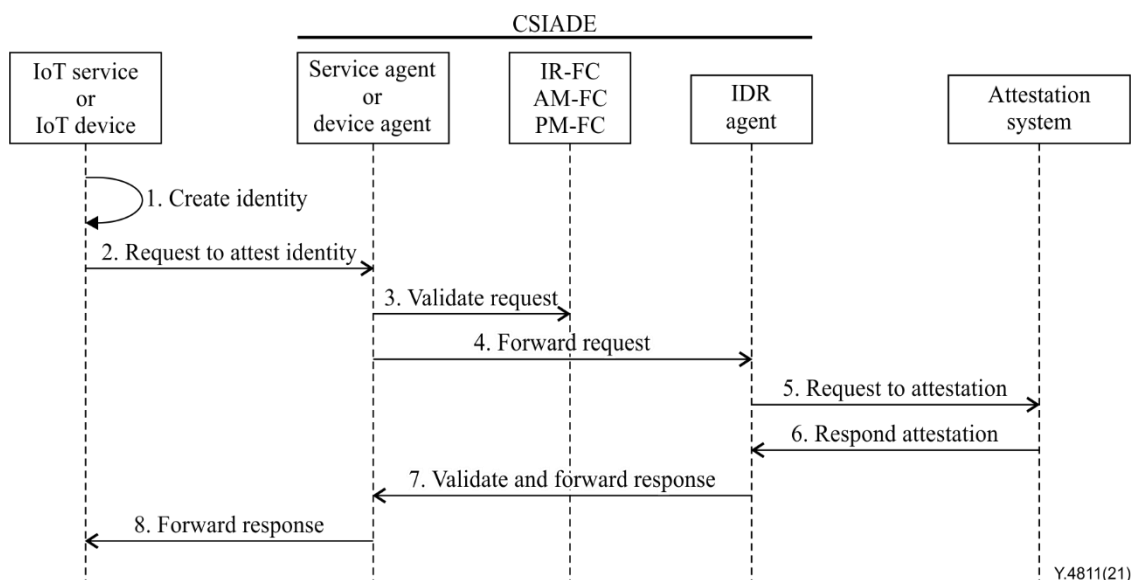 CSIADE
IoT service
or
IoT device
Service agent
or
device agent
IR-FC
AM-FC
PM-FC
IDR
agent
Attestation
system
1. Create identity
2. Request to attest identity
3. Validate request
4. Forward request
5. Request to attestation
6. Respond attestation
7. Validate and forward response
8. Forward response
Y.4811(21)